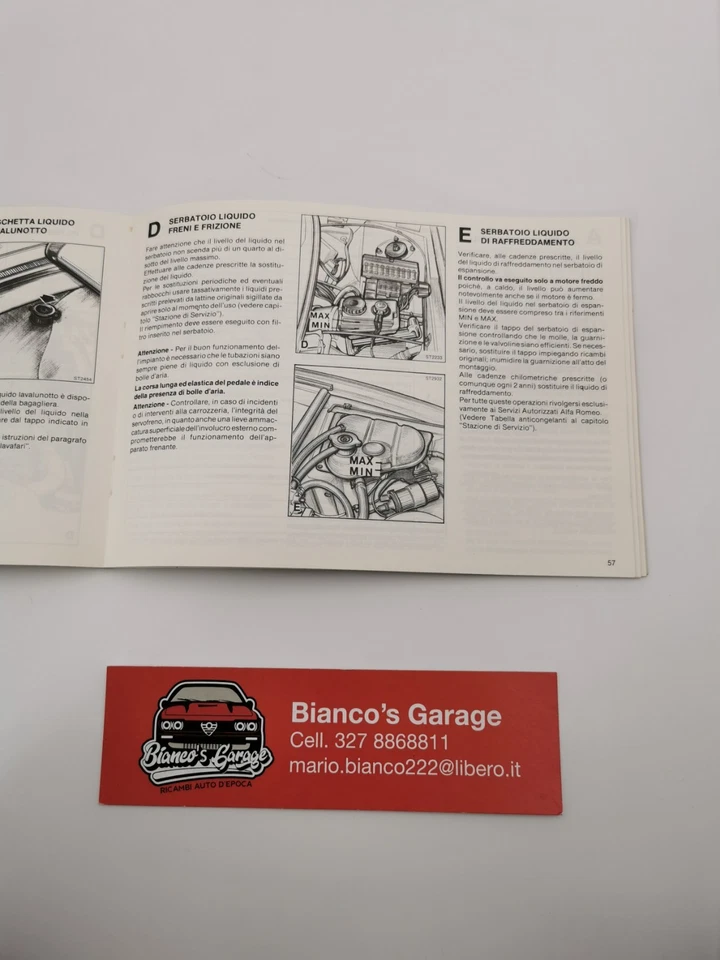 SCHETTA LIQUIDO
ALUNOTTO
ST2464
quido lavalunotto è dispo-
della bagagliera.
livello del liquido nella
re dal tappo indicato in
istruzioni del paragrafo
lavafari".
D SERBATOIO LIQUIDO
FRENI E FRIZIONE
Fare attenzione che il livello del liquido nel
serbatoio non scenda più di un quarto al di-
sotto del livello massimo.
Effettuare alle cadenze prescritte la sostitu-
zione del liquido.
Per le sostituzioni periodiche ed eventuali
rabbocchi usare tassativamente i liquidi pre-
scritti prelevati da lattine originali sigillate da
aprire solo al momento dell'uso (vedere capi-
tolo "Stazione di Servizio").
Il riempimento deve essere eseguito con fil-
tro inserito nel serbatoio.
Attenzione - Per il buon funzionamento del-
l'impianto è necessario che le tubazioni siano
sempre piene di liquido con esclusione di
bolle d'aria.
La corsa lunga ed elastica del pedale è indice
della presenza di bolle d'aria.
Attenzione - Controllare, in caso di incidenti
o di interventi alla carrozzeria, l'integrità del
servofreno, in quanto anche una lieve ammac-
catura superficiale dell'involucro esterno com-
prometterebbe il funzionamento dell'ap-
parato frenante.
MAX
MIN
D
MAX
MIN
E
E SERBATOIO LIQUIDO
DI RAFFREDDAMENTO
Verificare, alle cadenze prescritte, il livello
del liquido di raffreddamento nel serbatoio di
espansione.
Il controllo va eseguito solo a motore freddo
poiché, a caldo, il livello può aumentare
notevolmente anche se il motore è fermo.
Il livello del liquido nel serbatoio di espan-
sione deve essere compreso tra i riferimenti
MIN e MAX.
Verificare il tappo del serbatoio di espan-
sione controllando che le molle, la guarni-
zione e le valvoline siano efficienti. Se neces-
sario, sostituire il tappo impiegando ricambi
originali; inumidire la guarnizione all'atto del
montaggio.
Alle cadenze chilometriche prescritte (o
comunque ogni 2 anni) sostituire il liquido di
raffreddamento.
Per tutte queste operazioni rivolgersi esclusi-
vamente ai Servizi Autorizzati Alfa Romeo.
(Vedere Tabella anticongelanti al capitolo
"Stazione di Servizio").
57
Bianco's Garage
RICAMBI AUTO D'EPOCA
Bianco's Garage
Cell. 327 8868811
mario.bianco222@libero.it